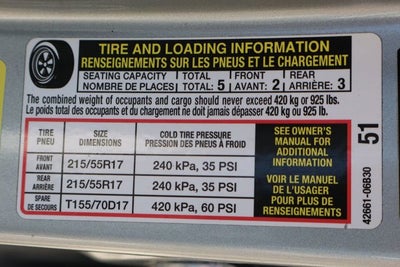 TIRE AND LOADING INFORMATION
RENSEIGNEMENTS SUR LES PNEUS ET LE CHARGEMENT
SEATING CAPACITY TOTAL FRONT REAR
NOMBRE DE PLACES TOTAL : 5 AVANT: 2 ARRIÈRE: 3
The combined weight of occupants and cargo should never exceed 420 kg or 925 lbs.
Le poids total des occupants et du chargement ne doit jamais dépasser 420 kg ou 925 lb.
TIRE SIZE COLD TIRE PRESSURE
PNEU DIMENSIONS PRESSION DES PNEUS À FROID
FRONT
AVANT 215/55R17 240 kPa, 35 PSI
REAR
ARRIÈRE 215/55R17 240 kPa, 35 PSI
SPARE
DE SECOURS T155/70D17 420 kPa, 60 PSI
SEE OWNER'S
MANUAL FOR
ADDITIONAL
INFORMATION
VOIR LE MANUEL
DE L'USAGER
POUR PLUS DE
RENSEIGNEMENTS
51
42661-06B30